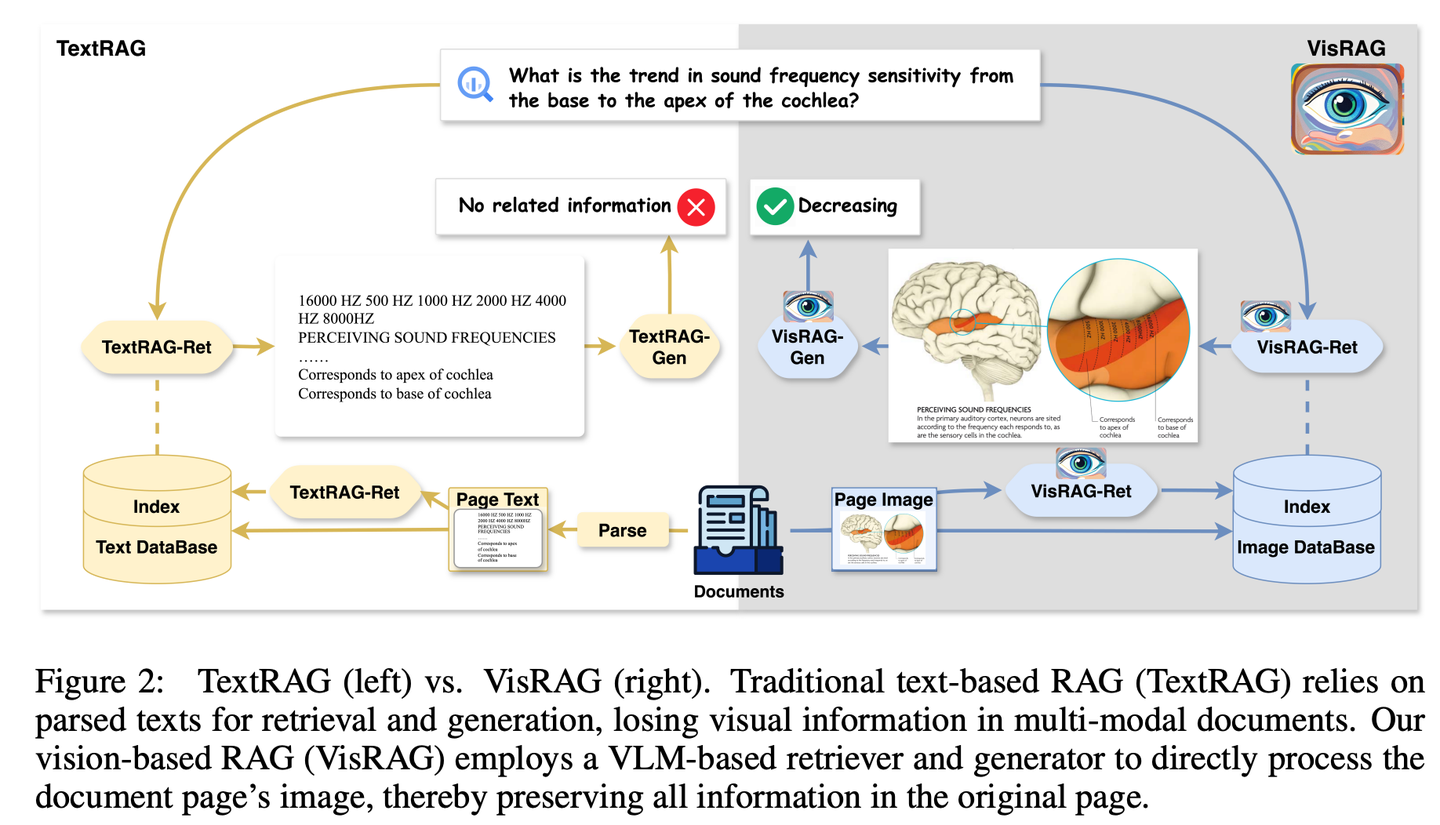 TextRAG
VisRAG
What is the trend in sound frequency sensitivity from
the base to the apex of the cochlea?
No related information
Decreasing
16000 HZ 500 HZ 1000 HZ 2000 HZ 4000
HZ 8000HZ
PERCEIVING SOUND FREQUENCIES
......
Corresponds to apex of cochlea
Corresponds to base of cochlea
TextRAG-Ret
TextRAG-
Gen
VisRAG-
Gen
PERCEIVING SOUND FREQUENCIES
In the primary auditory cortex, neurons are sited
according to the frequency each responds to, as
are the sensory cells in the cochlea.
Corresponds
to apex of
cochlea
Corresponds
to base of
cochlea
VisRAG-Ret
Index
Text DataBase
TextRAG-Ret
Page Text
16000 HZ 500 HZ 1000 HZ
2000 HZ 4000 HZ 8000HZ
PERCEIVING SOUND
FREQUENCIES
......
Corresponds to apex
of cochlea
Corresponds to base
of cochlea
Parse
Documents
Page Image
VisRAG-Ret
Index
Image DataBase
Figure 2: TextRAG (left) vs. VisRAG (right). Traditional text-based RAG (TextRAG) relies on
parsed texts for retrieval and generation, losing visual information in multi-modal documents. Our
vision-based RAG (VisRAG) employs a VLM-based retriever and generator to directly process the
document page's image, thereby preserving all information in the original page.